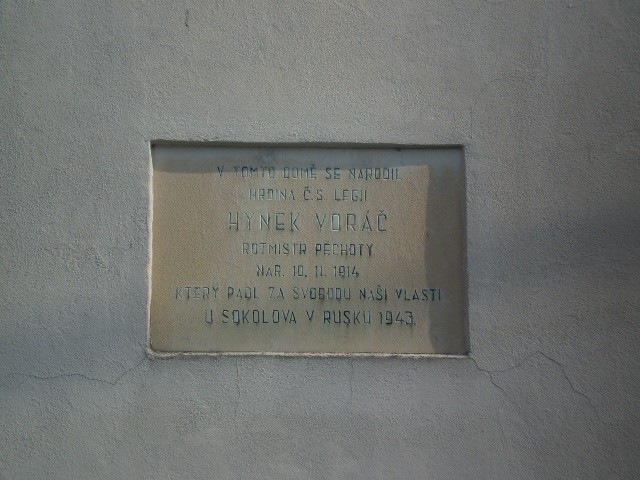 V TOMTO DOMĚ SE NARODIL
HRDINA Č.S. LEGIÍ
HYNEK VORÁČ
ROTMISTR PĚCHOTY
NAR. 10. 11. 1914
KTERÝ PADL ZA SVOBODU NAŠÍ VLASTI
U SOKOLOVA V RUSKU 1943.